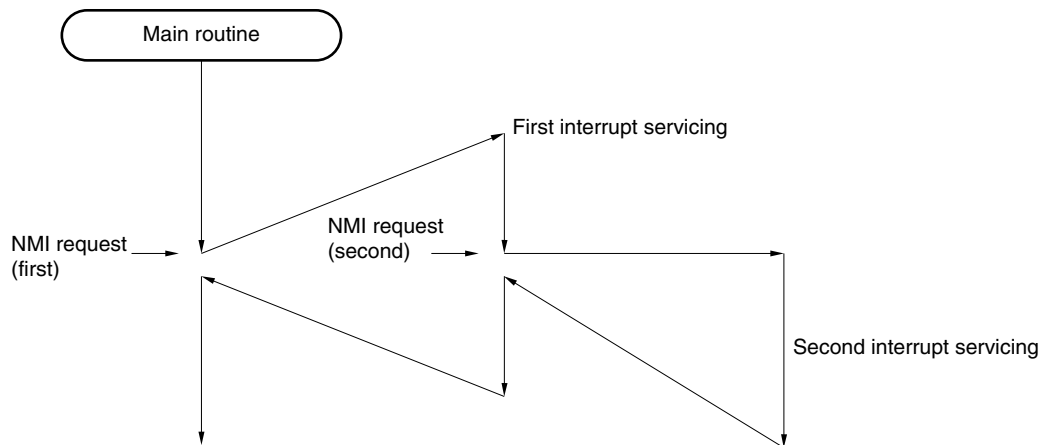 Main routine
First interrupt servicing
NMI request
(first)
NMI request
(second)
Second interrupt servicing